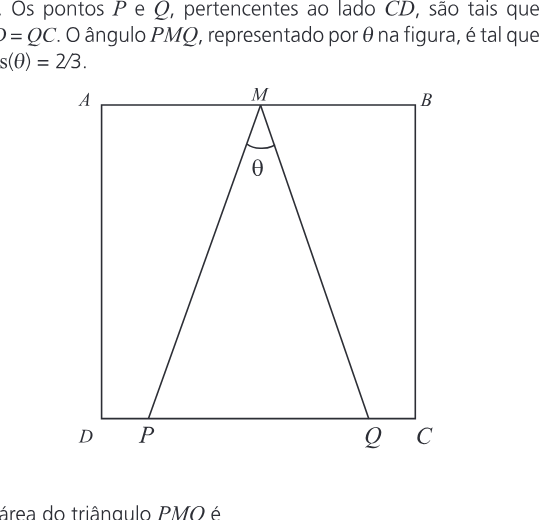 . Os pontos P e Q, pertencentes ao lado CD, são tais que
D = QC. O ângulo PMQ, representado por θ na figura, é tal que
s(θ) = 2/3.
A M B
θ
D P Q C
área do triângulo PMQ é